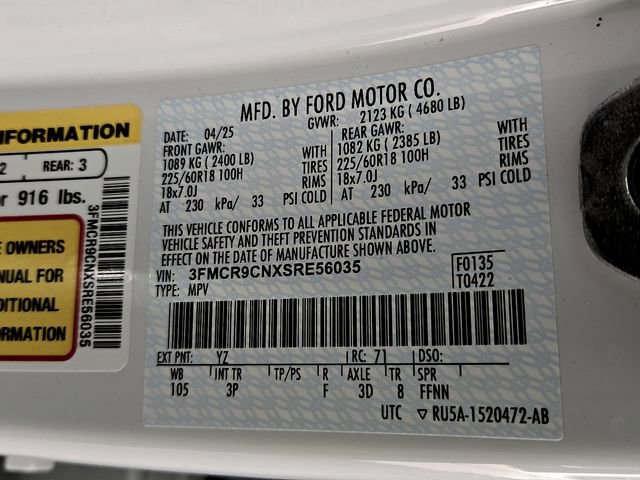 INFORMATION
2 REAR: 3
or 916 lbs.
OWNERS
MANUAL FOR
ADDITIONAL
INFORMATION
3FMCR9CNXSRE56035
MFD. BY FORD MOTOR CO.
DATE: 04/25 GVWR: 2123 KG ( 4680 LB)
FRONT GAWR: REAR GAWR:
1089 KG ( 2400 LB) WITH 1082 KG ( 2385 LB) WITH
225/60R18 100H TIRES 225/60R18 100H TIRES
18x7.0J RIMS 18x7.0J RIMS
AT 230 kPa/ 33 PSI COLD AT 230 kPa/ 33 PSI COLD
THIS VEHICLE CONFORMS TO ALL APPLICABLE FEDERAL MOTOR
VEHICLE SAFETY AND THEFT PREVENTION STANDARDS IN
EFFECT ON THE DATE OF MANUFACTURE SHOWN ABOVE.
VIN: 3FMCR9CNXSRE56035 F0135
TYPE: MPV T0422
EXT PNT: YZ RC: 71 DSO:
WB INT TR TP/PS R AXLE TR SPR
105 3P F 3D 8 FFNN
UTC ▽ RU5A-1520472-AB